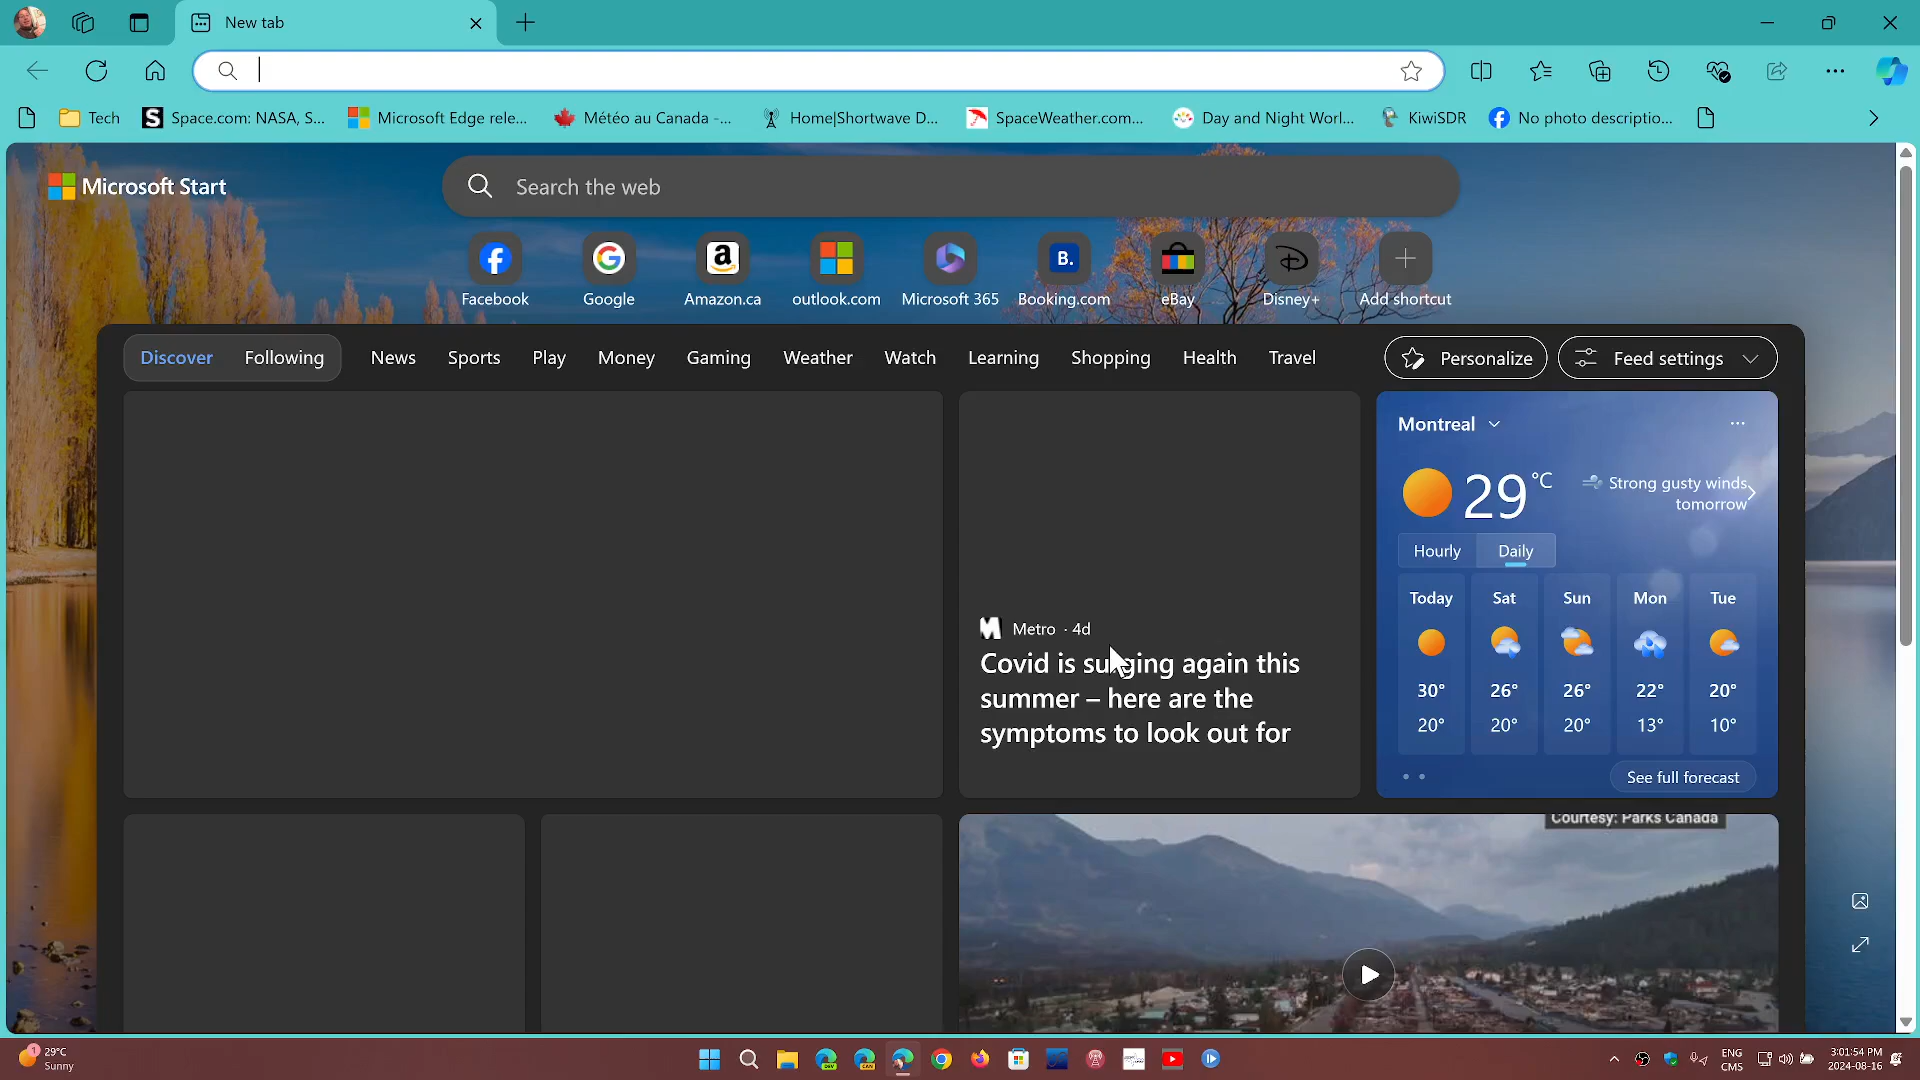 New tab
Tech
Space.com: NASA, S...
Microsoft Edge rele...
Météo au Canada -...
Home|Shortwave D...
SpaceWeather.com...
Day and Night Worl...
KiwiSDR
No photo descriptio...
Microsoft Start
Search the web
Facebook
Google
Amazon.ca
outlook.com
Microsoft 365
Booking.com
eBay
Disney+
Add shortcut
Discover
Following
News
Sports
Play
Money
Gaming
Weather
Watch
Learning
Shopping
Health
Travel
Personalize
Feed settings
Metro · 4d
Covid is surging again this
summer – here are the
symptoms to look out for
Montreal
29 °C
Strong gusty winds
tomorrow
Hourly
Daily
Today Sat Sun Mon Tue
30° 26° 26° 22° 20°
20° 20° 20° 13° 10°
See full forecast
Courtesy: Parks Canada
1
29°C
Sunny
DEV
CAN
ENG
CMS
3:01:54 PM
2024-08-16